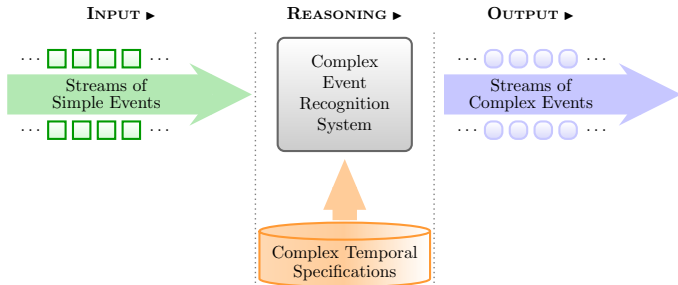 INPUT ▸
REASONING ▸
OUTPUT ▸
... ...
Streams of
Simple Events
... ...
Complex
Event
Recognition
System
... ...
Streams of
Complex Events
... ...
Complex Temporal
Specifications